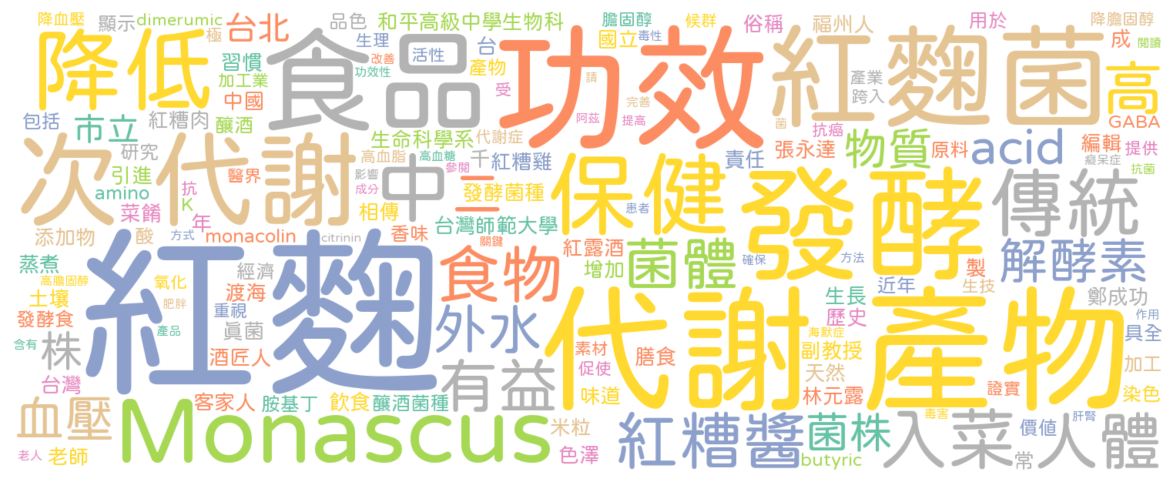 降血壓 顯示 dimerumic 台北 品色 和平高級中學生物科 膽固醇 候群 俗稱 福州人 用於 降膽固醇
極 生理 活性 台 國立 毒性 成 閱讀
降低 食品 習慣 改善 功效性 產物 功效 紅麴菌 產業 高
加工業 受 請 跨入
中國 完善 GABA
包括 市立 紅糟肉 釀酒 生命科學系 代謝症 阿茲 提高 菌 抗癌 acid 編輯 提供
次代謝 研究 高血脂 高血糖 千 紅糟雞 責任 張永達 物質 原料 癡呆症
引進 醫界 影響 中 參閱 保健 發酵 傳統 抗菌
amino 抗 K 成分 二 發酵菌種
菜餚 年 相傳 台灣師範大學 患者
添加物 酸 monacolin 方式 citrinin 香味 關鍵 紅露酒 菌體 確保 方法 製 解酵素
蒸煮 紅麴 經濟 食物 增加 近年 生技
高膽固醇 氧化 渡海 代謝產物 生長 鄭成功
土壤 肥胖 重視 外水 歷史 作用
發酵食 真菌 產品 海默症 具全
含有 株 酒匠人 有益 素材 膳食 副教授 加工
台灣 促使 天然 證實
血壓 客家人 胺基丁 飲食 釀酒菌種 味道 林元露 染色
Monascus 米粒 紅糟醬 菌株 入菜 毒害 價值 人體 肝腎
老人 老師 色澤 butyric 常